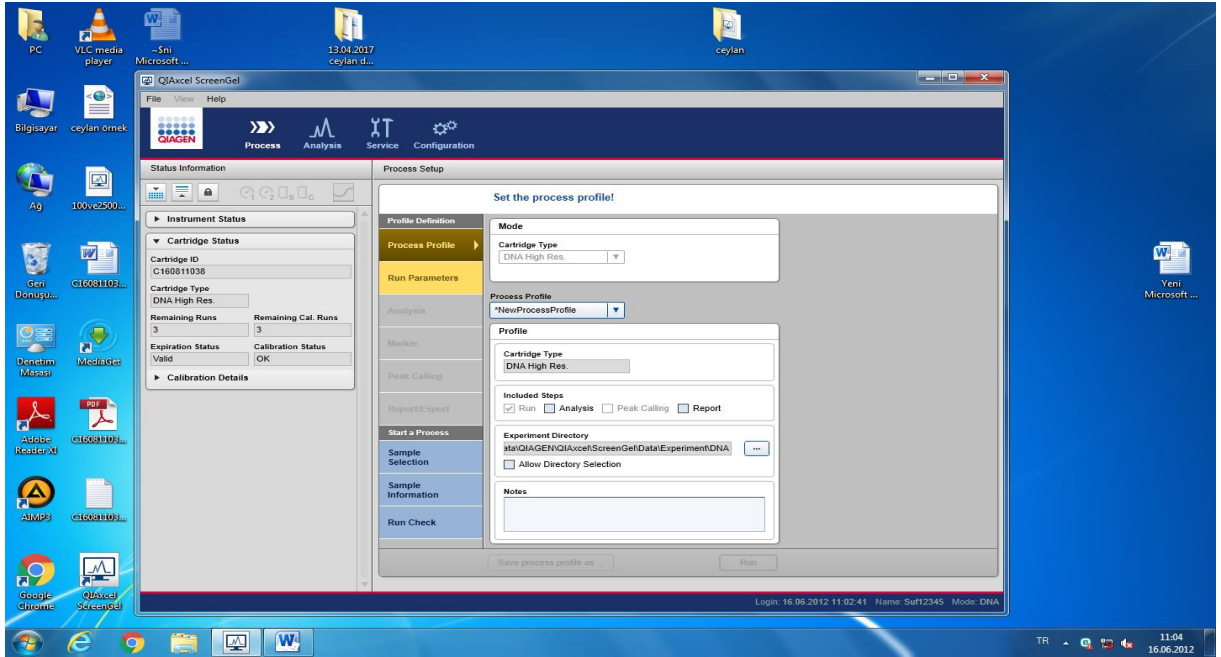 PC
VLC media
player
~Şni
Microsoft ...
13.04.2017
ceylan d...
ceylan
Bilgisayar
ceylan örnek
Ağ
100ve2500...
Geri
Dönüşü...
C16081103...
Denetim
Masası
MediaGet
Adobe
Reader XI
C16081103...
AIMP3
C16081103...
Google
Chrome
QIAxcel
ScreenGel
Yeni
Microsoft ...
QIAxcel ScreenGel
File View Help
QIAGEN
Process
Analysis
Service
Configuration
Status Information
Process Setup
Instrument Status
Cartridge Status
Cartridge ID
C160811038
Cartridge Type
DNA High Res.
Remaining Runs
Remaining Cal. Runs
3
3
Expiration Status
Calibration Status
Valid
OK
Calibration Details
Set the process profile!
Profile Definition
Process Profile
Run Parameters
Analysis
Marker
Peak Calling
Report/Export
Start a Process
Sample
Selection
Sample
Information
Run Check
Mode
Cartridge Type
DNA High Res.
Process Profile
*NewProcessProfile
Profile
Cartridge Type
DNA High Res.
Included Steps
Run Analysis Peak Calling Report
Experiment Directory
ata\QIAGEN\QIAxcel\ScreenGel\Data\Experiment\DNA
...
Allow Directory Selection
Notes
Save process profile as ...
Run
Login: 16.06.2012 11:02:41 Name: Suf12345 Mode: DNA
TR
11:04
16.06.2012